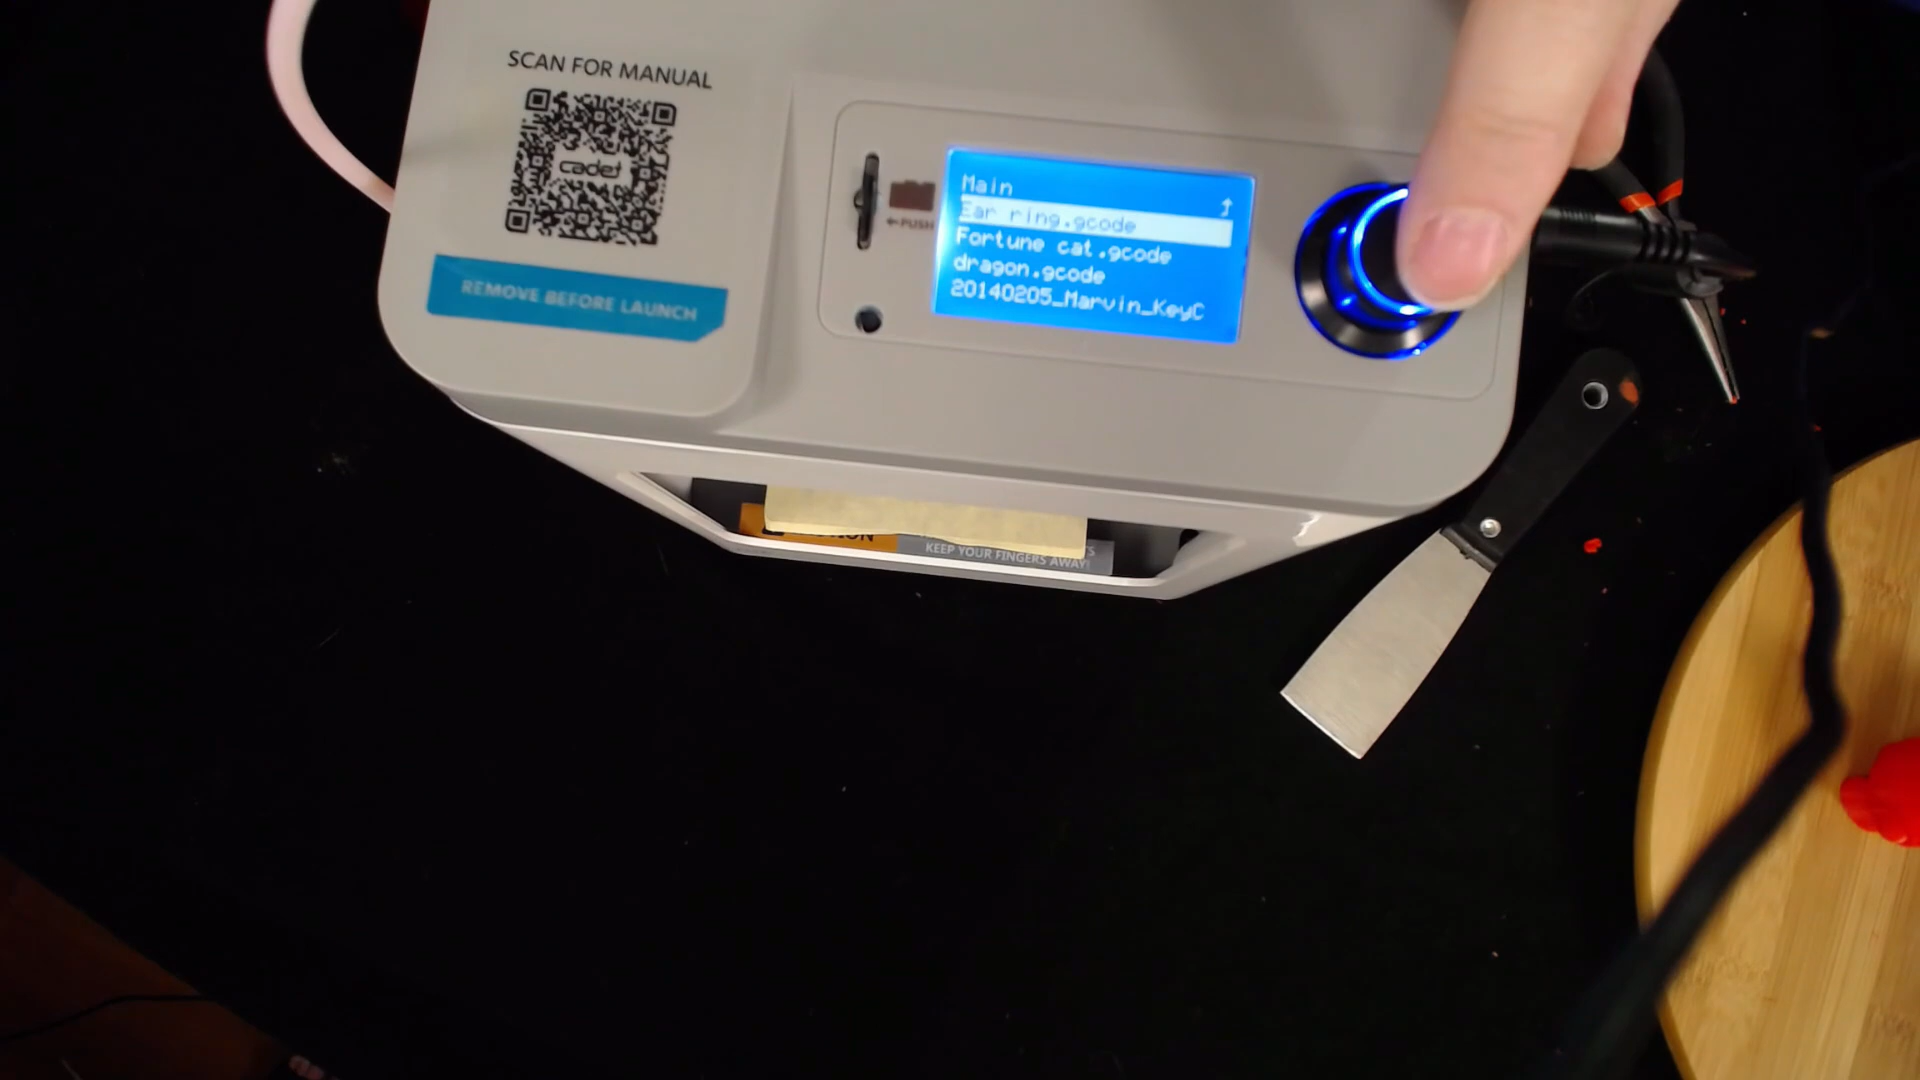 SCAN FOR MANUAL
cadet
REMOVE BEFORE LAUNCH
←PUSH
Main
Ear ring.gcode
Fortune cat.gcode
dragon.gcode
20140205_Marvin_KeyC
KEEP YOUR FINGERS AWAY!